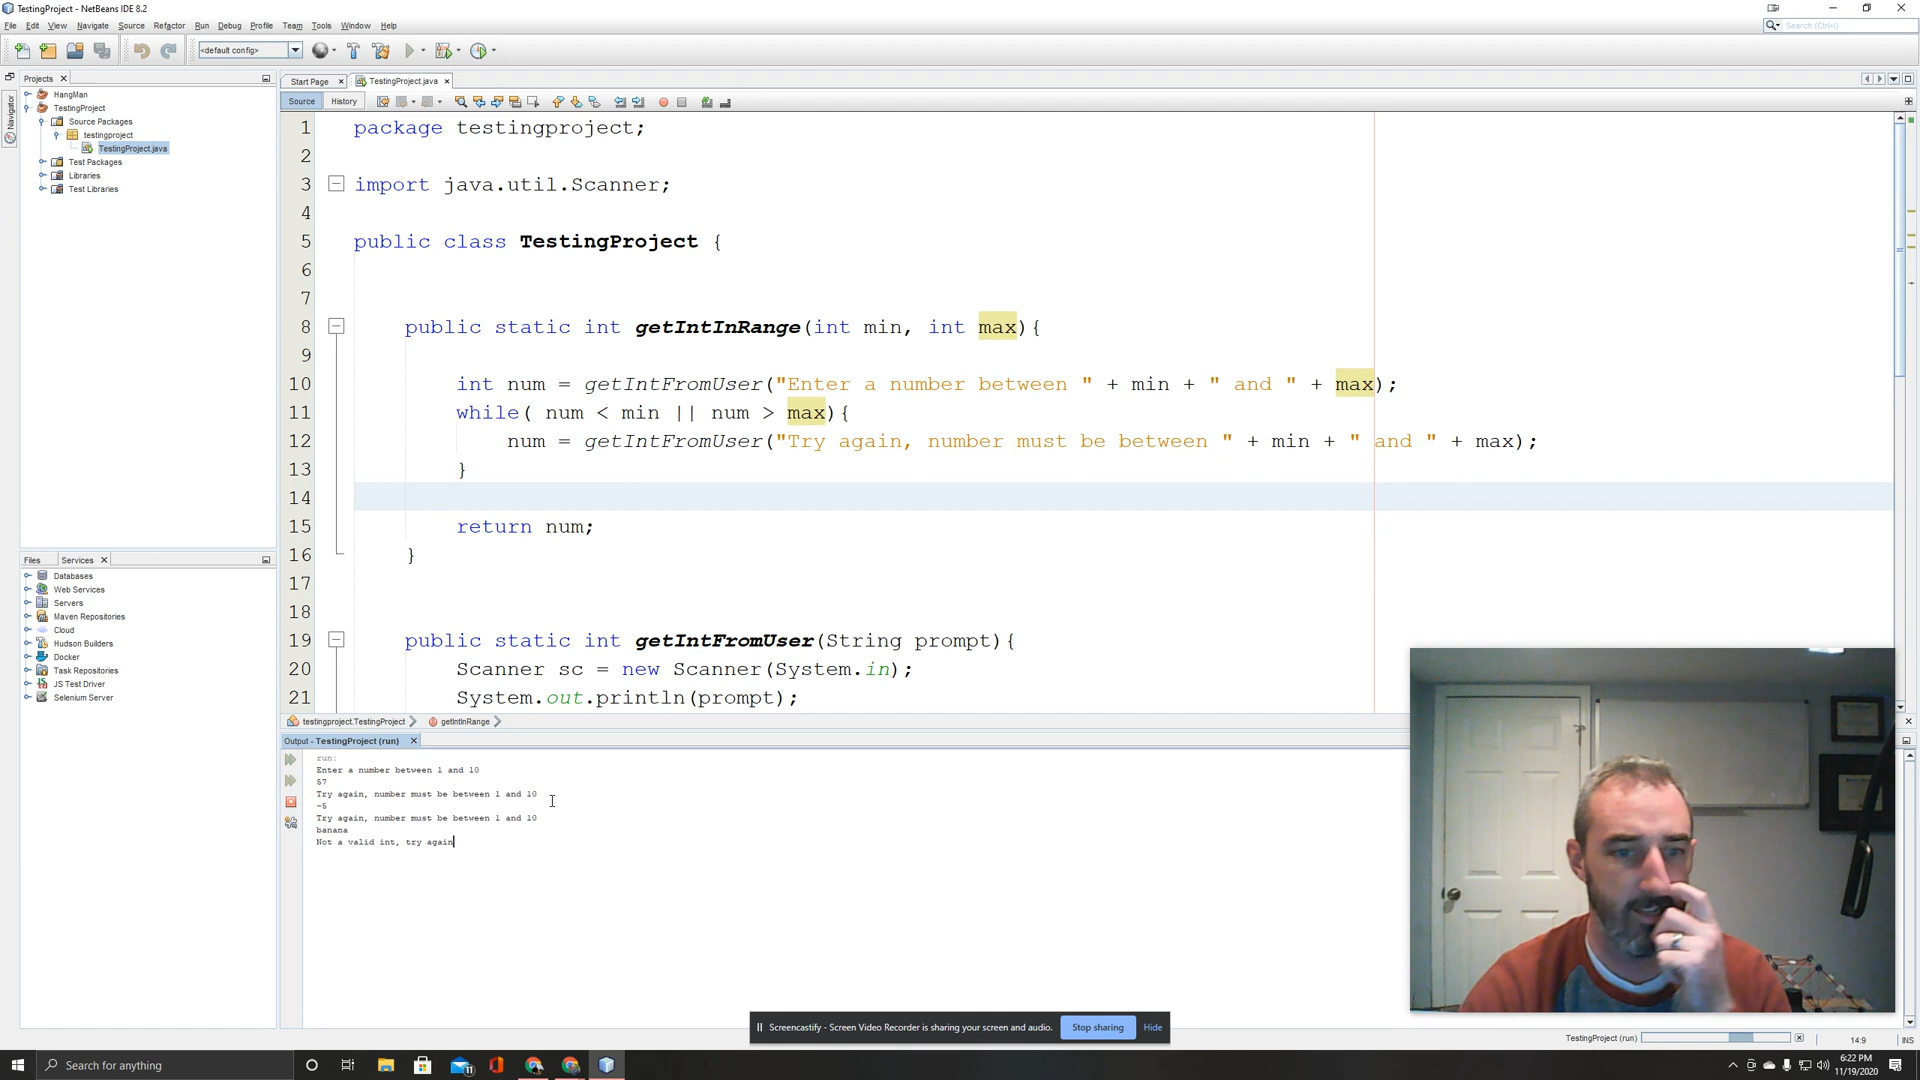 TestingProject - NetBeans IDE 8.2
File Edit View Navigate Source Refactor Run Debug Profile Team Tools Window Help
Search (Ctrl+I)
<default config>
Projects
Start Page
TestingProject.java
Navigator
HangMan
TestingProject
Source Packages
testingproject
TestingProject.java
Test Packages
Libraries
Test Libraries
Source History
1 package testingproject;
2
3 import java.util.Scanner;
4
5 public class TestingProject {
6
7
8 public static int getIntInRange(int min, int max){
9
10 int num = getIntFromUser("Enter a number between " + min + " and " + max);
11 while( num < min || num > max){
12 num = getIntFromUser("Try again, number must be between " + min + " and " + max);
13 }
14
15 return num;
16 }
17
18
19 public static int getIntFromUser(String prompt){
20 Scanner sc = new Scanner(System.in);
21 System.out.println(prompt);
Files Services
Databases
Web Services
Servers
Maven Repositories
Cloud
Hudson Builders
Docker
Task Repositories
JS Test Driver
Selenium Server
testingproject.TestingProject
getIntInRange
Output - TestingProject (run)
run:
Enter a number between 1 and 10
57
Try again, number must be between 1 and 10
-5
Try again, number must be between 1 and 10
banana
Not a valid int, try again
Screencastify - Screen Video Recorder is sharing your screen and audio.
Stop sharing
Hide
TestingProject (run)
14:9
INS
Search for anything
11
6:22 PM
11/19/2020